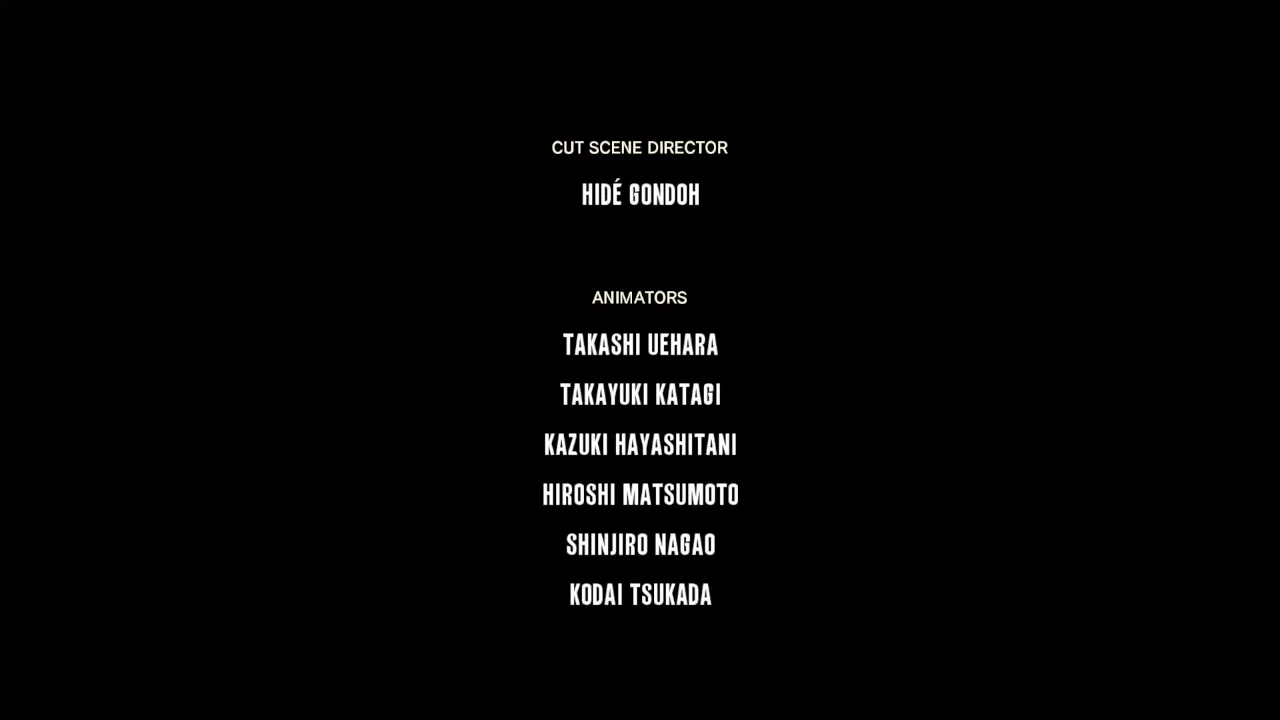 CUT SCENE DIRECTOR
HIDÉ GONDOH
ANIMATORS
TAKASHI UEHARA
TAKAYUKI KATAGI
KAZUKI HAYASHITANI
HIROSHI MATSUMOTO
SHINJIRO NAGAO
KODAI TSUKADA